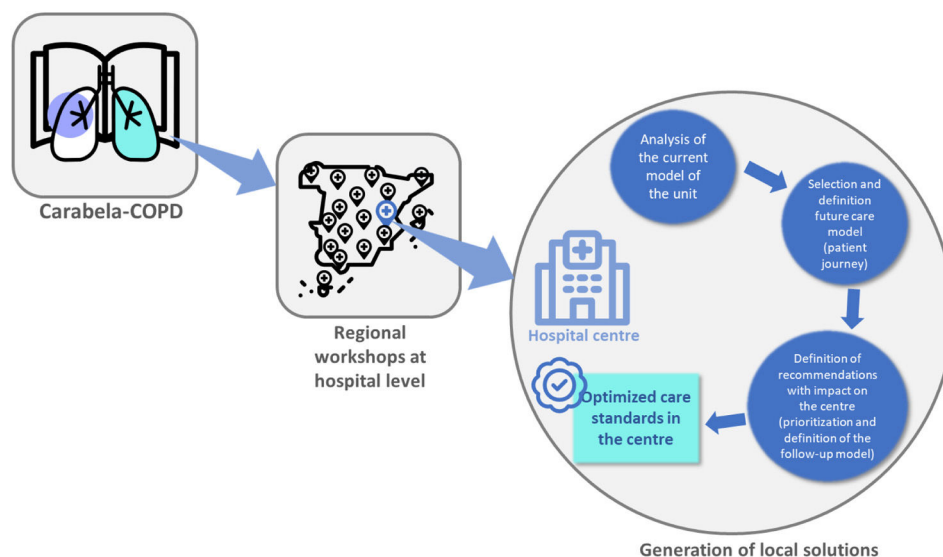 Carabela-COPD
Regional
workshops at
hospital level
Hospital centre
Analysis of
the current
model of
the unit
Selection and
definition future
care model
(patient
journey)
Definition of
recommendations
with impact on
the centre
(prioritization and
definition of the
follow-up model)
Optimized care
standards in
the centre
Generation of local solutions